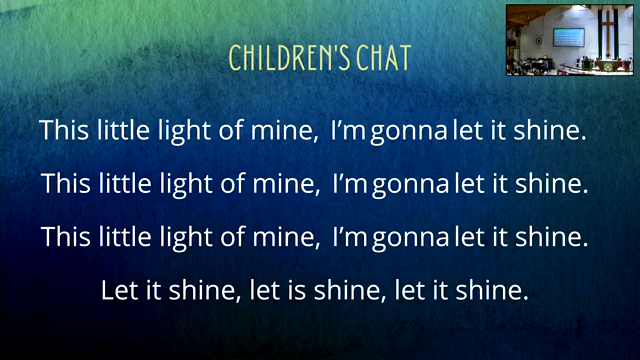 CHILDREN'S CHAT
This little light of mine, I'm gonna let it shine.
This little light of mine, I'm gonna let it shine.
This little light of mine, I'm gonna let it shine.
Let it shine, let is shine, let it shine.